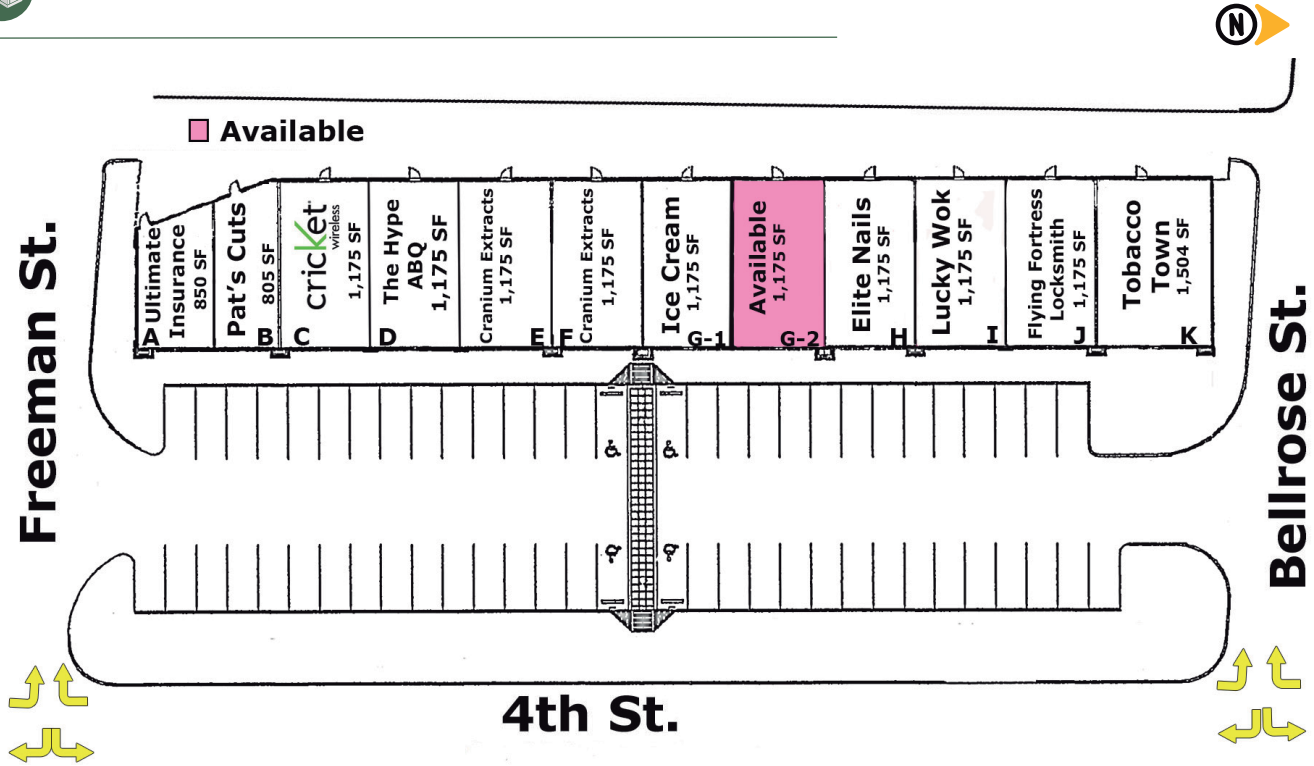 N
Available
Freeman St.
Ultimate
Insurance
850 SF
A
Pat's Cuts
805 SF
B
cricket
wireless
1,175 SF
C
The Hype
ABQ
1,175 SF
D
Cranium Extracts
1,175 SF
E
Cranium Extracts
1,175 SF
F
Ice Cream
1,175 SF
G-1
Available
1,175 SF
G-2
Elite Nails
1,175 SF
H
Lucky Wok
1,175 SF
I
Flying Fortress
Locksmith
1,175 SF
J
Tobacco
Town
1,504 SF
K
Bellrose St.
4th St.